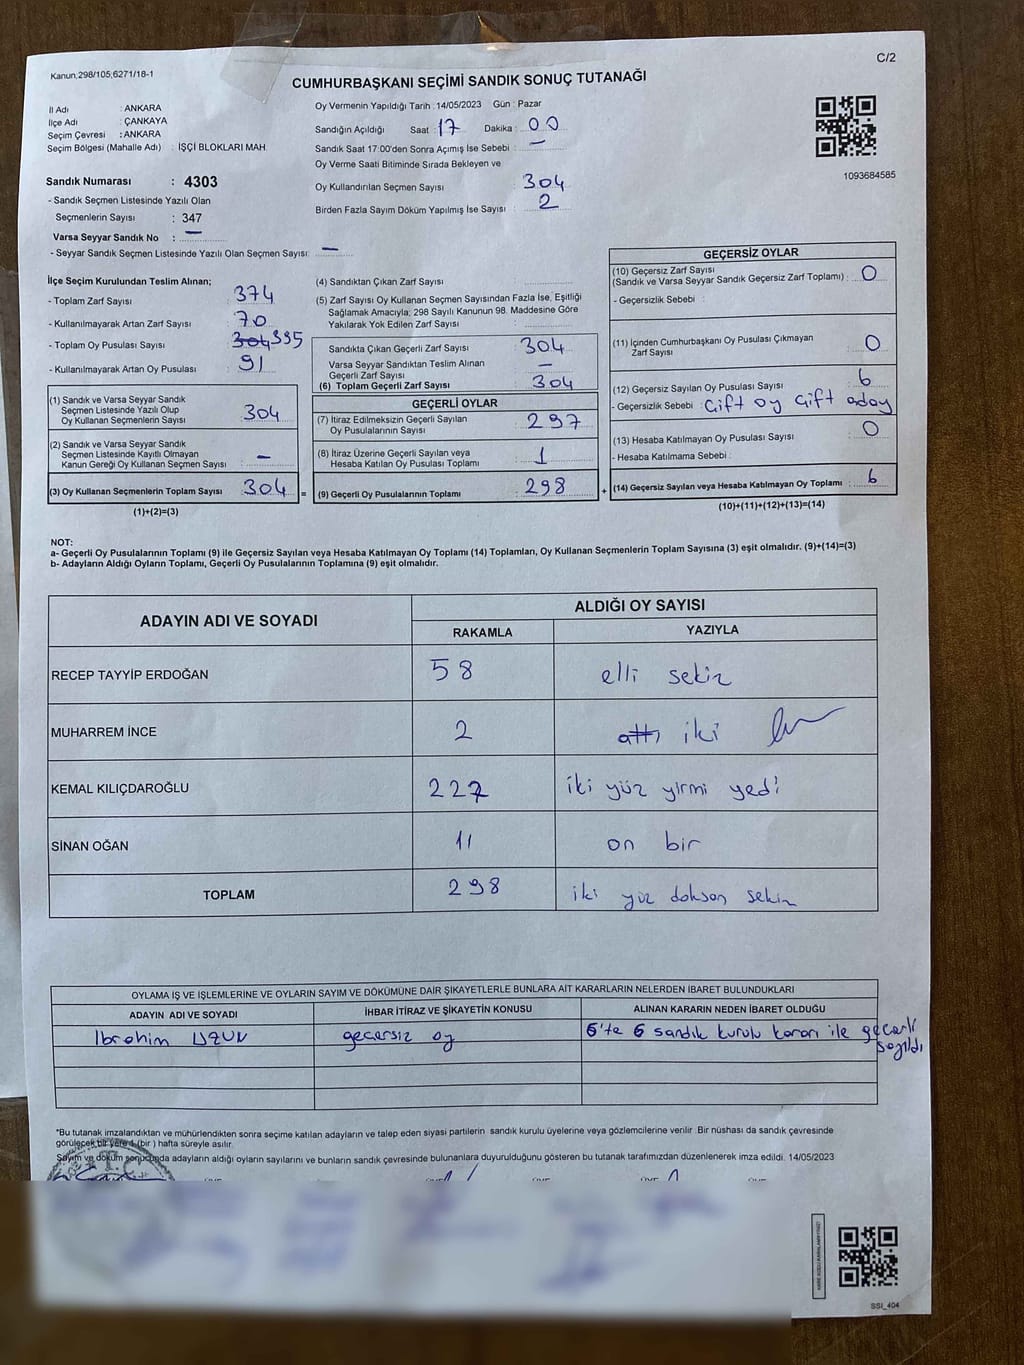 C/2
Kanun,298/105,6271/18-1
CUMHURBAŞKANI SEÇİMİ SANDIK SONUÇ TUTANAĞI
İl Adı : ANKARA
İlçe Adı : ÇANKAYA
Seçim Çevresi : ANKARA
Seçim Bölgesi (Mahalle Adı) : İŞÇİ BLOKLARI MAH.
Sandık Numarası : 4303
- Sandık Seçmen Listesinde Yazılı Olan
Seçmenlerin Sayısı : 347
Varsa Seyyar Sandık No : —
- Seyyar Sandık Seçmen Listesinde Yazılı Olan Seçmen Sayısı: —
Oy Vermenin Yapıldığı Tarih : 14/05/2023 Gün : Pazar
Sandığın Açıldığı Saat : 17 Dakika : 00
Sandık Saat 17:00'den Sonra Açımış İse Sebebi : —
Oy Verme Saati Bitiminde Sırada Bekleyen ve
Oy Kullandırılan Seçmen Sayısı : 304
Birden Fazla Sayım Döküm Yapılmış İse Sayısı : 2
1093684585
İlçe Seçim Kurulundan Teslim Alınan;
- Toplam Zarf Sayısı : 374
- Kullanılmayarak Artan Zarf Sayısı : 70
- Toplam Oy Pusulası Sayısı : 304 395
- Kullanılmayarak Artan Oy Pusulası : 91
(1) Sandık ve Varsa Seyyar Sandık
Seçmen Listesinde Yazılı Olup
Oy Kullanan Seçmenlerin Sayısı : 304
(2) Sandık ve Varsa Seyyar Sandık
Seçmen Listesinde Kayıtlı Olmayan
Kanun Gereği Oy Kullanan Seçmen Sayısı : —
(3) Oy Kullanan Seçmenlerin Toplam Sayısı : 304
(1)+(2)=(3)
(4) Sandıktan Çıkan Zarf Sayısı :
(5) Zarf Sayısı Oy Kullanan Seçmen Sayısından Fazla İse, Eşitliği
Sağlamak Amacıyla; 298 Sayılı Kanunun 98. Maddesine Göre
Yakılarak Yok Edilen Zarf Sayısı :
Sandıkta Çıkan Geçerli Zarf Sayısı : 304
Varsa Seyyar Sandıktan Teslim Alınan
Geçerli Zarf Sayısı : —
(6) Toplam Geçerli Zarf Sayısı : 304
GEÇERLİ OYLAR
(7) İtiraz Edilmeksizin Geçerli Sayılan
Oy Pusulalarının Sayısı : 297
(8) İtiraz Üzerine Geçerli Sayılan veya
Hesaba Katılan Oy Pusulası Toplamı : 1
= (9) Geçerli Oy Pusulalarının Toplamı : 298
GEÇERSİZ OYLAR
(10) Geçersiz Zarf Sayısı
(Sandık ve Varsa Seyyar Sandık Geçersiz Zarf Toplamı) : 0
- Geçersizlik Sebebi :
(11) İçinden Cumhurbaşkanı Oy Pusulası Çıkmayan
Zarf Sayısı : 0
(12) Geçersiz Sayılan Oy Pusulası Sayısı : 6
- Geçersizlik Sebebi : çift oy çift aday
(13) Hesaba Katılmayan Oy Pusulası Sayısı : 0
- Hesaba Katılmama Sebebi :
+ (14) Geçersiz Sayılan veya Hesaba Katılmayan Oy Toplamı : 6
(10)+(11)+(12)+(13)=(14)
NOT:
a- Geçerli Oy Pusulalarının Toplamı (9) ile Geçersiz Sayılan veya Hesaba Katılmayan Oy Toplamı (14) Toplamları, Oy Kullanan Seçmenlerin Toplam Sayısına (3) eşit olmalıdır. (9)+(14)=(3)
b- Adayların Aldığı Oyların Toplamı, Geçerli Oy Pusulalarının Toplamına (9) eşit olmalıdır.
ADAYIN ADI VE SOYADI
ALDIĞI OY SAYISI
RAKAMLA YAZIYLA
RECEP TAYYİP ERDOĞAN 58 elli sekiz
MUHARREM İNCE 2 altı iki
KEMAL KILIÇDAROĞLU 227 iki yüz yirmi yedi
SİNAN OĞAN 11 on bir
TOPLAM 298 iki yüz doksan sekiz
OYLAMA İŞ VE İŞLEMLERİNE VE OYLARIN SAYIM VE DÖKÜMÜNE DAİR ŞİKAYETLERLE BUNLARA AİT KARARLARIN NELERDEN İBARET BULUNDUKLARI
ADAYIN ADI VE SOYADI İHBAR İTİRAZ VE ŞİKAYETİN KONUSU ALINAN KARARIN NEDEN İBARET OLDUĞU
İbrahim UZUN geçersiz oy 6'te 6 sandık kurulu kararı ile geçerli
sayıldı
*Bu tutanak imzalandıktan ve mühürlendikten sonra seçime katılan adayların ve talep eden siyasi partilerin sandık kurulu üyelerine veya gözlemcilerine verilir. Bir nüshası da sandık çevresinde
görülecek bir yere 1 (bir) hafta süreyle asılır.
Sayım ve döküm sonucunda adayların aldığı oyların sayılarını ve bunların sandık çevresinde bulunanlara duyurulduğunu gösteren bu tutanak tarafımızdan düzenlenerek imza edildi. 14/05/2023
T.C.
SSI_404